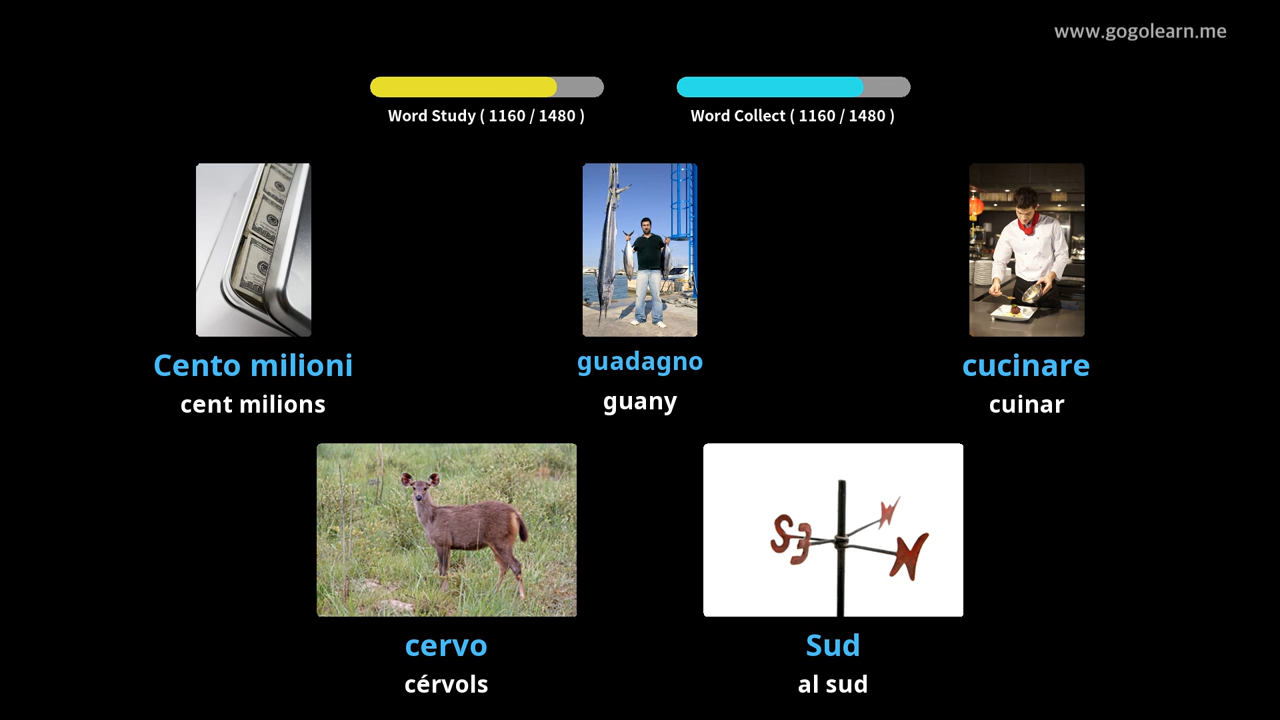 www.gogolearn.me
Word Study ( 1160 / 1480 )
Word Collect ( 1160 / 1480 )
Cento milioni
cent milions
guadagno
guany
cucinare
cuinar
cervo
cérvols
Sud
al sud